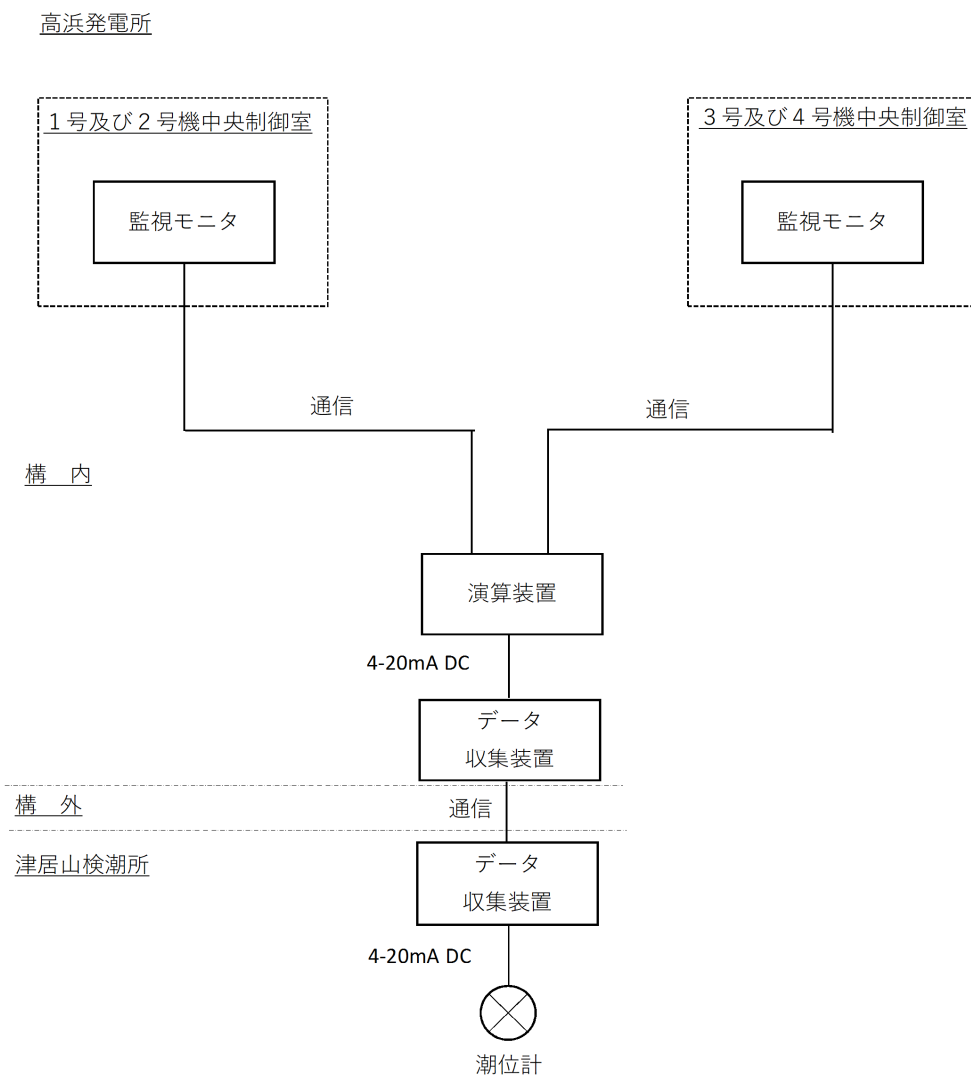 高浜発電所
１号及び２号機中央制御室
３号及び４号機中央制御室
監視モニタ
監視モニタ
通信
通信
構　内
演算装置
4-20mA DC
データ
収集装置
構　外
通信
津居山検潮所
データ
収集装置
4-20mA DC
潮位計